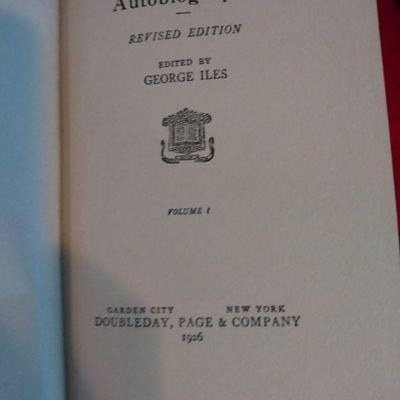 REVISED EDITION
EDITED BY
GEORGE ILES
VOLUME I
GARDEN CITY NEW YORK
DOUBLEDAY, PAGE & COMPANY
1926